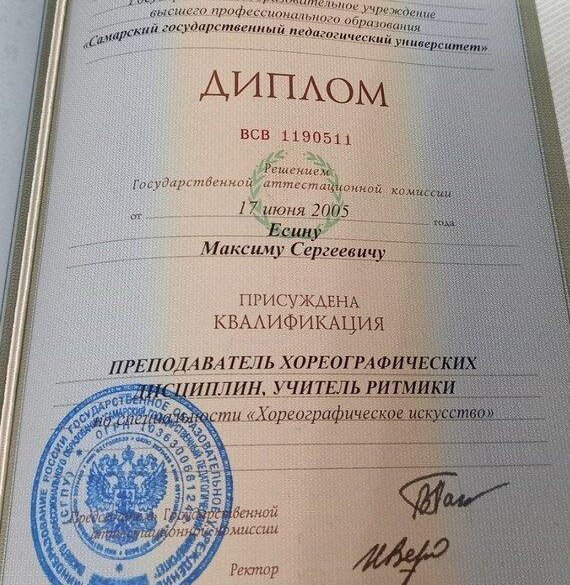 образовательное учреждение
высшего профессионального образования
«Самарский государственный педагогический университет»
ДИПЛОМ
ВСВ 1190511
Решением
Государственной аттестационной комиссии
от 17 июня 2005 года
Есину
Максиму Сергеевичу
ПРИСУЖДЕНА
КВАЛИФИКАЦИЯ
ПРЕПОДАВАТЕЛЬ ХОРЕОГРАФИЧЕСКИХ
ДИСЦИПЛИН, УЧИТЕЛЬ РИТМИКИ
по специальности «Хореографическое искусство»
Председатель Государственной
аттестационной комиссии
Ректор